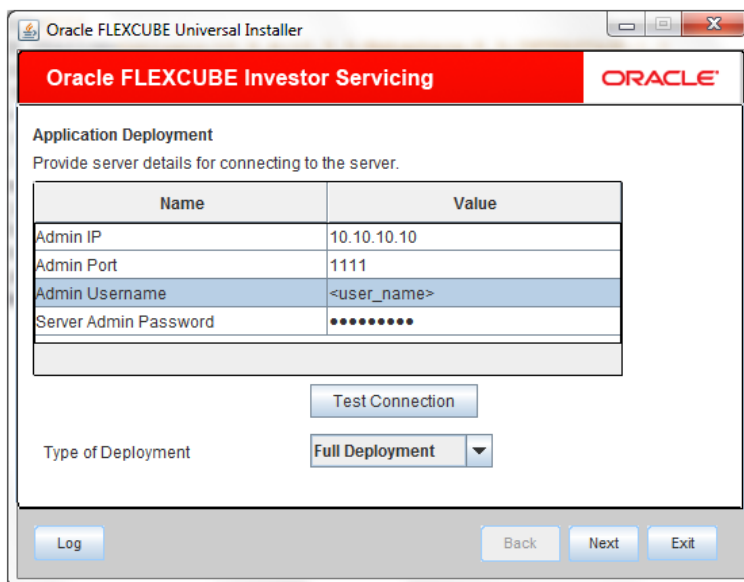 Oracle FLEXCUBE Universal Installer
Oracle FLEXCUBE Investor Servicing
ORACLE
Application Deployment
Provide server details for connecting to the server.
Name Value
Admin IP 10.10.10.10
Admin Port 1111
Admin Username <user_name>
Server Admin Password •••••••••
Test Connection
Type of Deployment Full Deployment
Log Back Next Exit